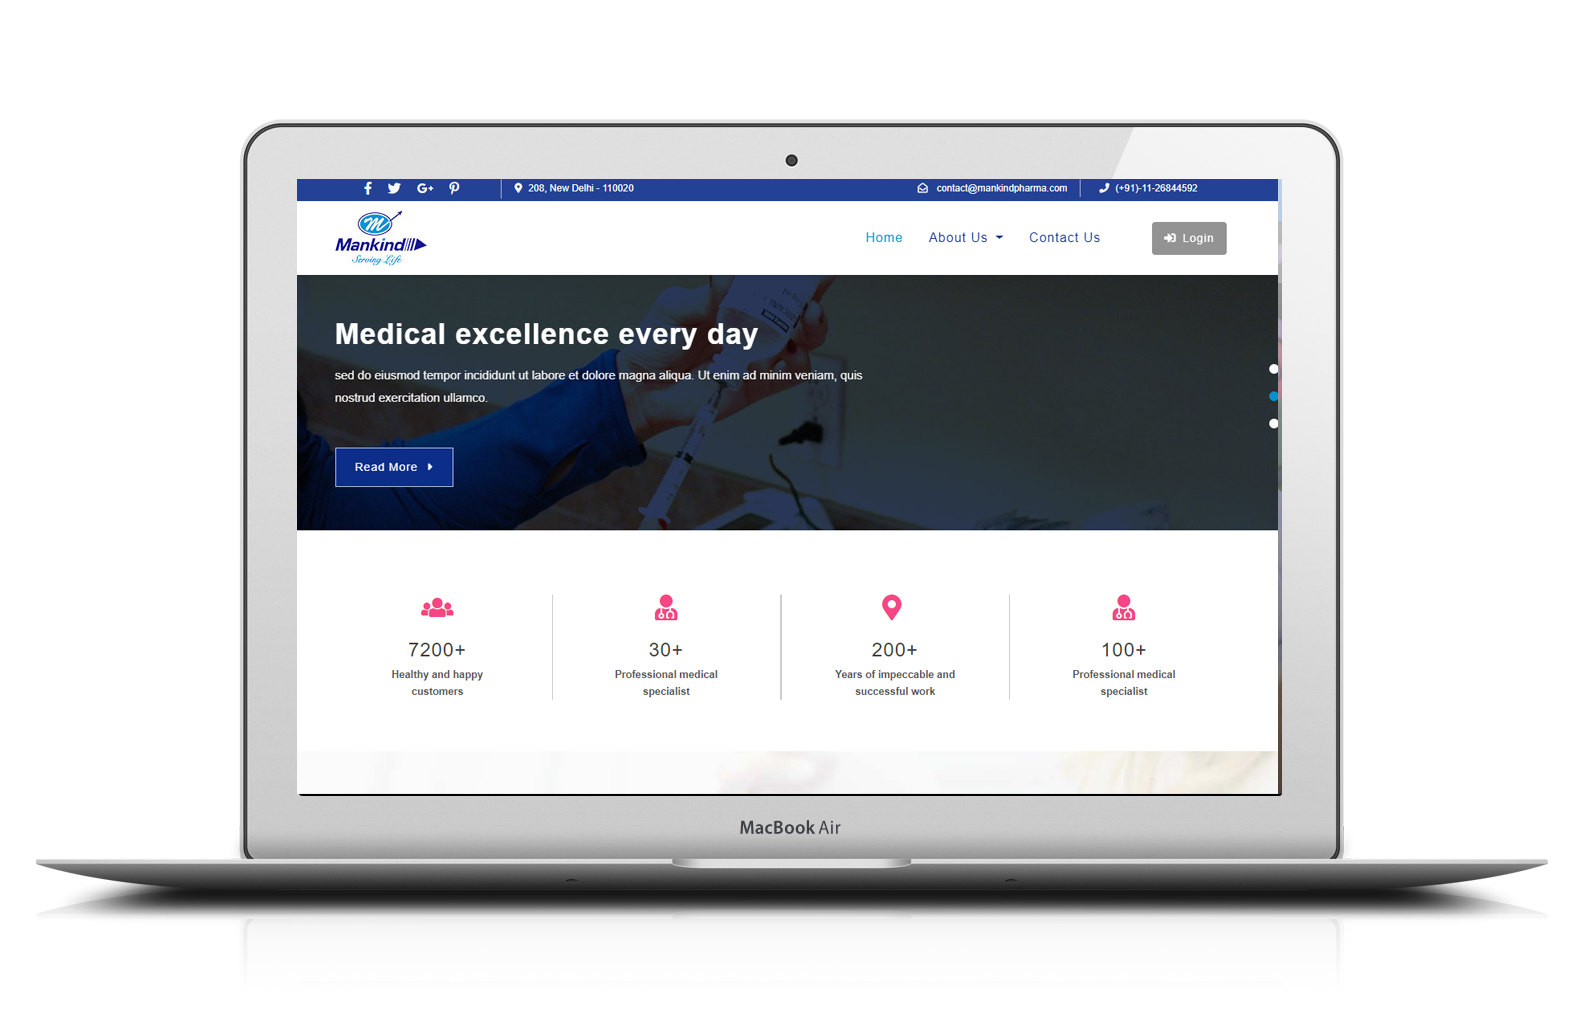 208, New Delhi - 110020
contact@mankindpharma.com
(+91)-11-26844592
M
Mankind
Serving Life
Home
About Us
Contact Us
Login
Medical excellence every day
sed do eiusmod tempor incididunt ut labore et dolore magna aliqua. Ut enim ad minim veniam, quis
nostrud exercitation ullamco.
Read More
7200+
Healthy and happy
customers
30+
Professional medical
specialist
200+
Years of impeccable and
successful work
100+
Professional medical
specialist
MacBook Air